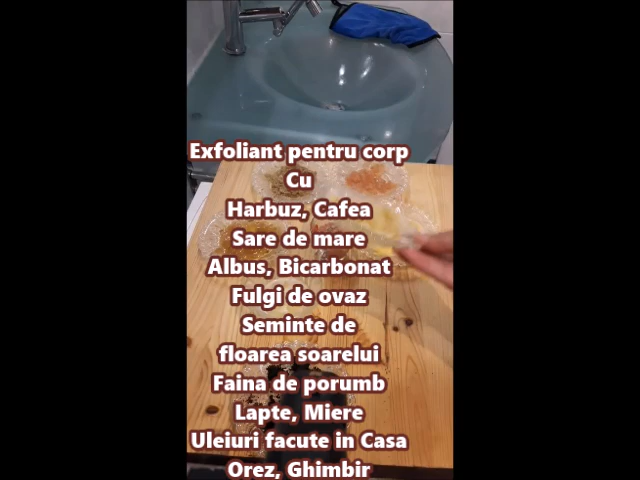 Exfoliant pentru corp
Cu
Harbuz, Cafea
Sare de mare
Albus, Bicarbonat
Fulgi de ovaz
Seminte de
floarea soarelui
Faina de porumb
Lapte, Miere
Uleiuri facute in Casa
Orez, Ghimbir